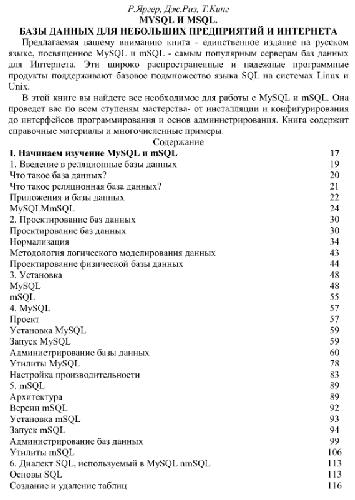 Р.Яргер, Дж.Риз, Т.Кинг
MYSQL И MSQL.
БАЗЫ ДАННЫХ ДЛЯ НЕБОЛЬШИХ ПРЕДПРИЯТИЙ И ИНТЕРНЕТА
Предлагаемая вашему вниманию книга - единственное издание на русском
языке, посвященное MySQL и mSQL - самым популярным серверам баз данных
для Интернета. Эти широко распространенные и надежные программные
продукты поддерживают базовое подмножество языка SQL на системах Linux и
Unix.
В этой книге вы найдете все необходимое для работы с MySQL и mSQL. Она
проведет вас по всем ступеням мастерства- от инсталляции и конфигурирования
до интерфейсов программирования и основ администрирования. Книга содержит
справочные материалы и многочисленные примеры.
Содержание
I. Начинаем изучение MySQL и mSQL 17
1. Введение в реляционные базы данных 19
Что такое база данных? 20
Что такое реляционная база данных? 21
Приложения и базы данных 22
MySQLMmSQL 24
2. Проектирование баз данных 30
Проектирование баз данных 30
Нормализация 34
Методология логического моделирования данных 43
Проектирование физической базы данных 44
3. Установка 48
MySQL 48
mSQL 55
4. MySQL 57
Проект 57
Установка MySQL 59
Запуск MySQL 59
Администрирование базы данных 60
Утилиты MySQL 78
Настройка производительности 83
5. mSQL 89
Архитектура 89
Версии mSQL 92
Установка mSQL 93
Запуск mSQL 94
Администрирование базы данных 99
Утилиты mSQL 106
6. Диалект SQL, используемый в MySQL nmSQL 113
Основы SQL 113
Создание и удаление таблиц 116